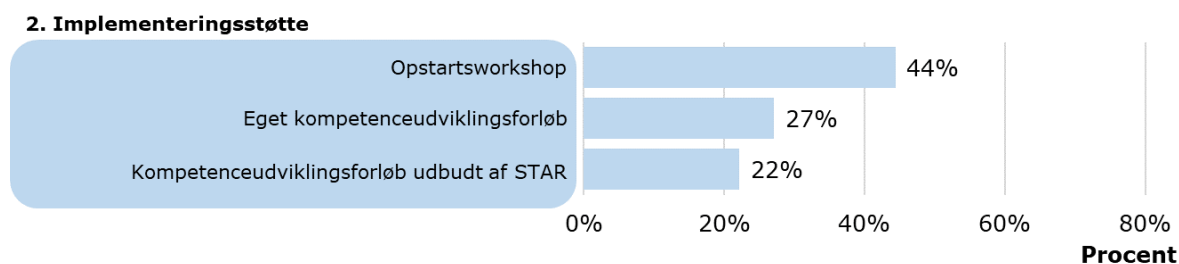 2. Implementeringsstøtte
Opstartsworkshop 44%
Eget kompetenceudviklingsforløb 27%
Kompetenceudviklingsforløb udbudt af STAR 22%
0% 20% 40% 60% 80%
Procent